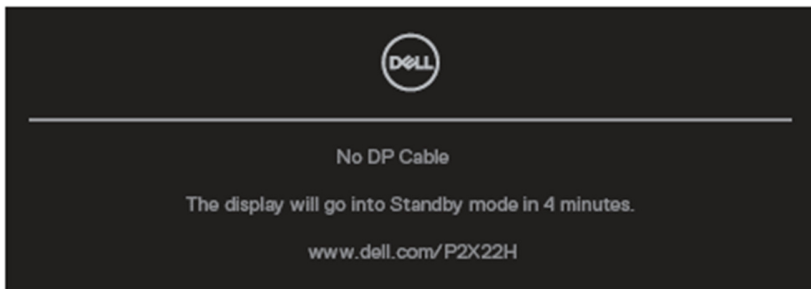 DELL
No DP Cable
The display will go into Standby mode in 4 minutes.
www.dell.com/P2X22H